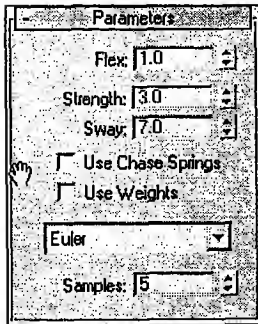 - Parameters
Flex: 1.0
Strength: 3.0
Sway: 7.0
Use Chase Springs
Use Weights
Euler
Samples: 5